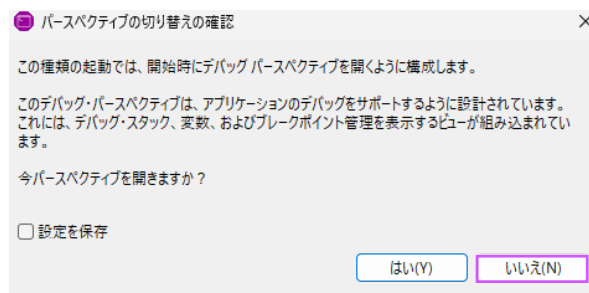 パースペクティブの切り替えの確認
この種類の起動では、開始時にデバッグ パースペクティブを開くように構成します。
このデバッグ・パースペクティブは、アプリケーションのデバッグをサポートするように設計されています。
これには、デバッグ・スタック、変数、およびブレークポイント管理を表示するビューが組み込まれてい
ます。
今パースペクティブを開きますか？
設定を保存
はい(Y) いいえ(N)